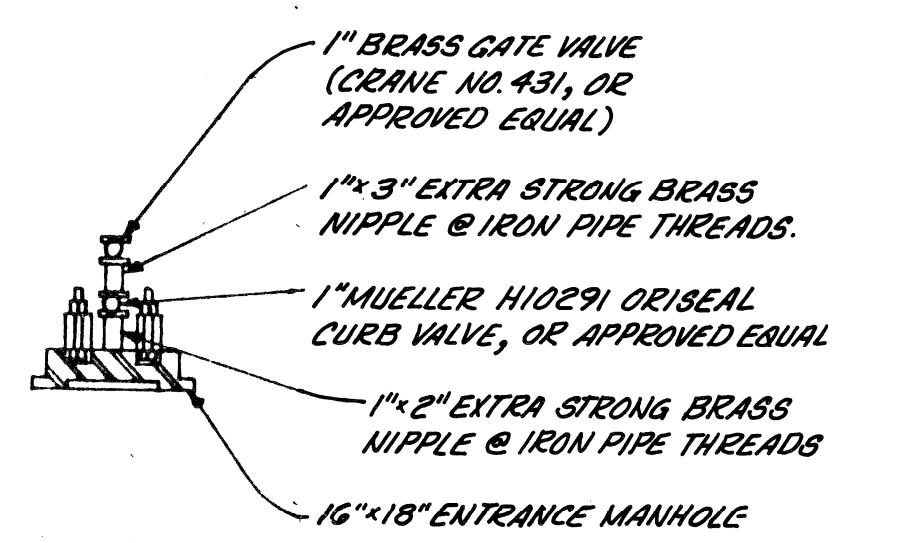 1" BRASS GATE VALVE
(CRANE NO. 431, OR
APPROVED EQUAL)
1"x 3" EXTRA STRONG BRASS
NIPPLE @ IRON PIPE THREADS.
1" MUELLER H10291 ORISEAL
CURB VALVE, OR APPROVED EQUAL
1"x 2" EXTRA STRONG BRASS
NIPPLE @ IRON PIPE THREADS
16"x18" ENTRANCE MANHOLE